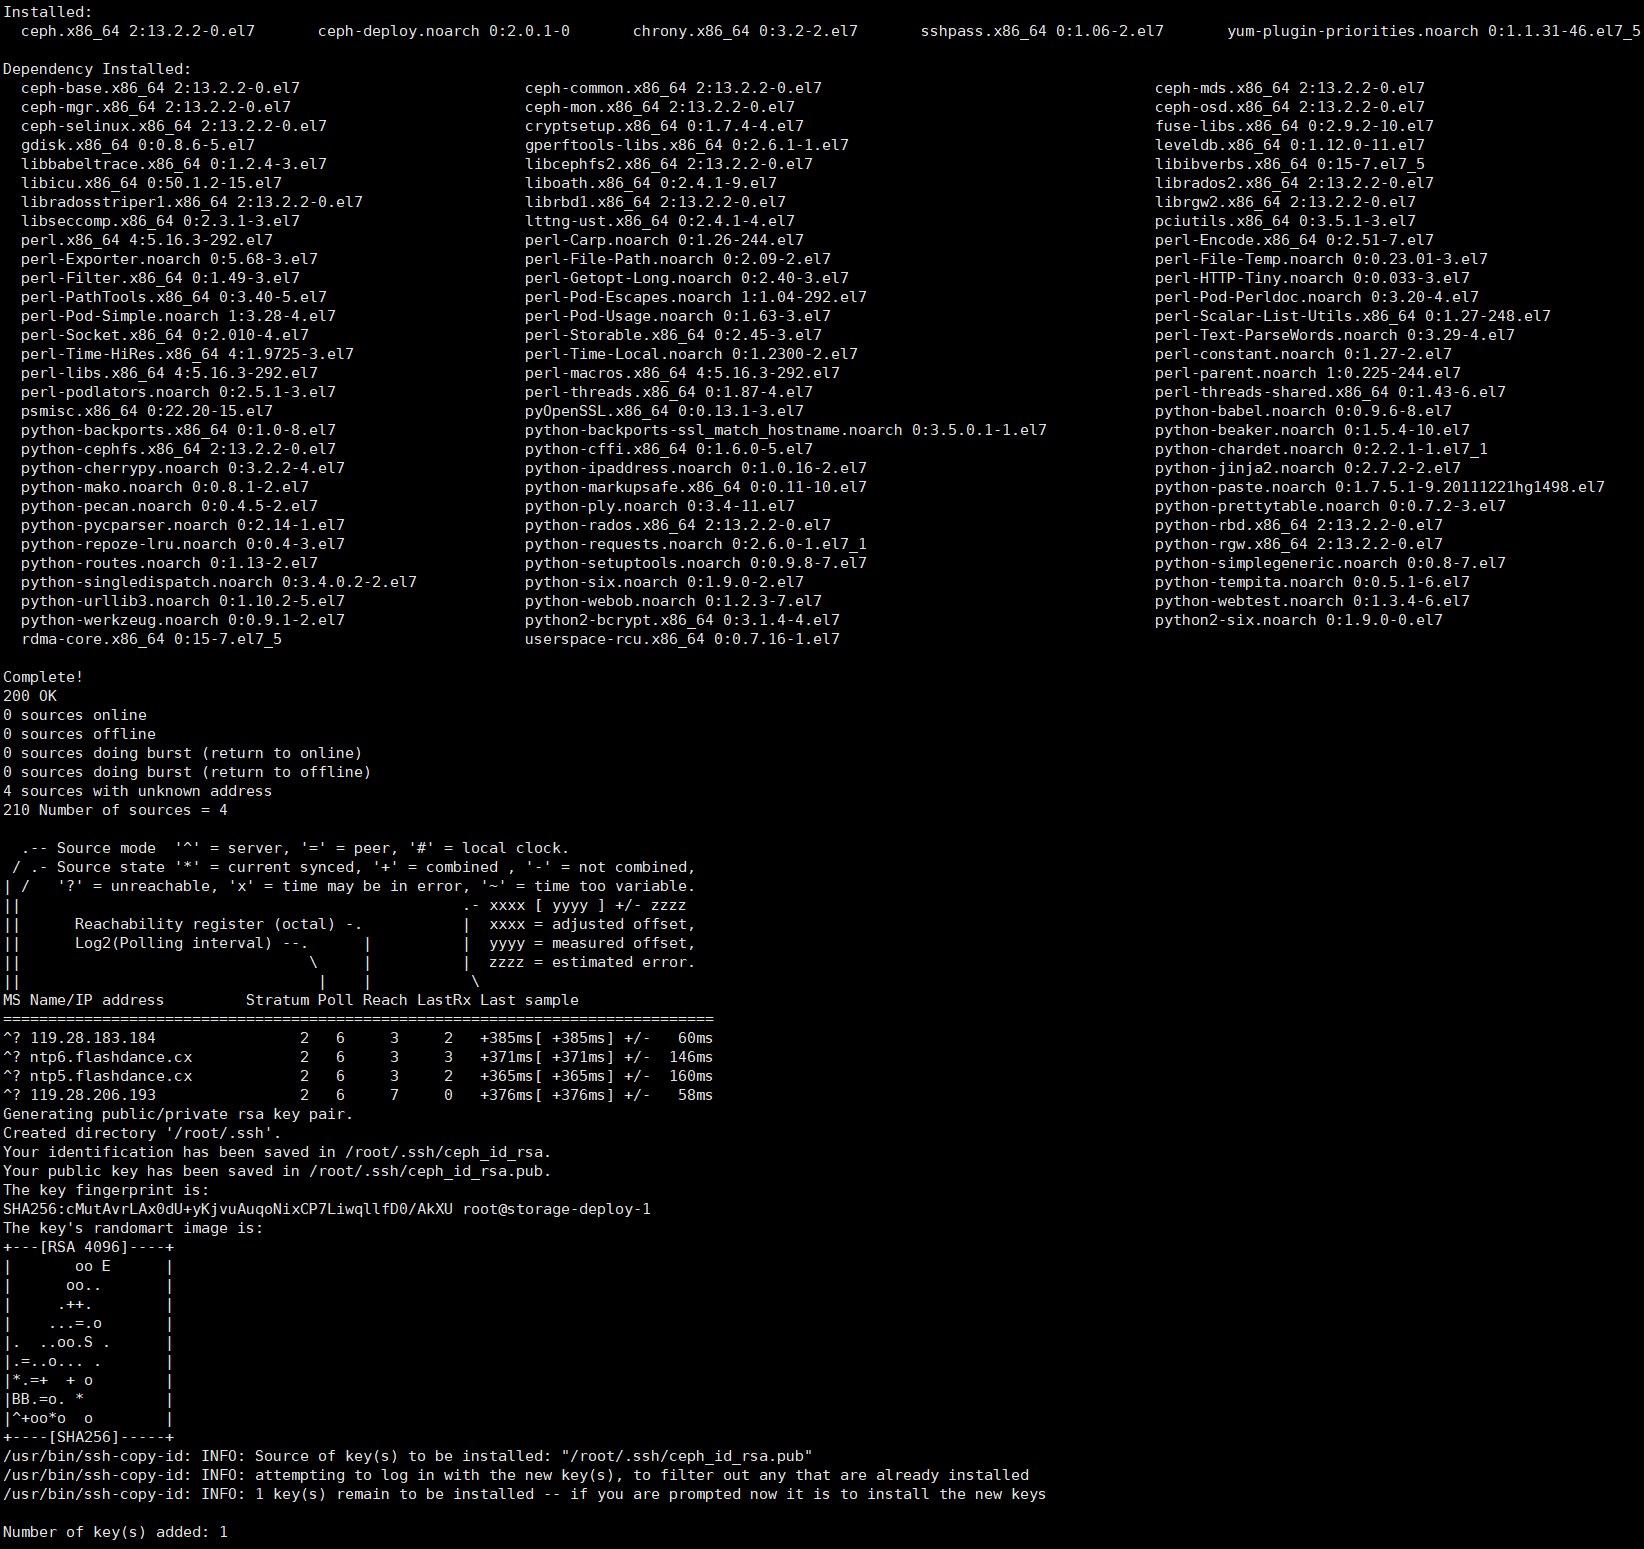 Installed:
  ceph.x86_64 2:13.2.2-0.el7       ceph-deploy.noarch 0:2.0.1-0       chrony.x86_64 0:3.2-2.el7       sshpass.x86_64 0:1.06-2.el7       yum-plugin-priorities.noarch 0:1.1.31-46.el7_5

Dependency Installed:
  ceph-base.x86_64 2:13.2.2-0.el7                         ceph-common.x86_64 2:13.2.2-0.el7                                     ceph-mds.x86_64 2:13.2.2-0.el7
  ceph-mgr.x86_64 2:13.2.2-0.el7                          ceph-mon.x86_64 2:13.2.2-0.el7                                        ceph-osd.x86_64 2:13.2.2-0.el7
  ceph-selinux.x86_64 2:13.2.2-0.el7                      cryptsetup.x86_64 0:1.7.4-4.el7                                       fuse-libs.x86_64 0:2.9.2-10.el7
  gdisk.x86_64 0:0.8.6-5.el7                              gperftools-libs.x86_64 0:2.6.1-1.el7                                  leveldb.x86_64 0:1.12.0-11.el7
  libbabeltrace.x86_64 0:1.2.4-3.el7                      libcephfs2.x86_64 2:13.2.2-0.el7                                      libibverbs.x86_64 0:15-7.el7_5
  libicu.x86_64 0:50.1.2-15.el7                           liboath.x86_64 0:2.4.1-9.el7                                          librados2.x86_64 2:13.2.2-0.el7
  libradosstriper1.x86_64 2:13.2.2-0.el7                  librbd1.x86_64 2:13.2.2-0.el7                                         librgw2.x86_64 2:13.2.2-0.el7
  libseccomp.x86_64 0:2.3.1-3.el7                         lttng-ust.x86_64 0:2.4.1-4.el7                                        pciutils.x86_64 0:3.5.1-3.el7
  perl.x86_64 4:5.16.3-292.el7                            perl-Carp.noarch 0:1.26-244.el7                                       perl-Encode.x86_64 0:2.51-7.el7
  perl-Exporter.noarch 0:5.68-3.el7                       perl-File-Path.noarch 0:2.09-2.el7                                    perl-File-Temp.noarch 0:0.23.01-3.el7
  perl-Filter.x86_64 0:1.49-3.el7                         perl-Getopt-Long.noarch 0:2.40-3.el7                                  perl-HTTP-Tiny.noarch 0:0.033-3.el7
  perl-PathTools.x86_64 0:3.40-5.el7                      perl-Pod-Escapes.noarch 1:1.04-292.el7                                perl-Pod-Perldoc.noarch 0:3.20-4.el7
  perl-Pod-Simple.noarch 1:3.28-4.el7                     perl-Pod-Usage.noarch 0:1.63-3.el7                                    perl-Scalar-List-Utils.x86_64 0:1.27-248.el7
  perl-Socket.x86_64 0:2.010-4.el7                        perl-Storable.x86_64 0:2.45-3.el7                                     perl-Text-ParseWords.noarch 0:3.29-4.el7
  perl-Time-HiRes.x86_64 4:1.9725-3.el7                   perl-Time-Local.noarch 0:1.2300-2.el7                                 perl-constant.noarch 0:1.27-2.el7
  perl-libs.x86_64 4:5.16.3-292.el7                       perl-macros.x86_64 4:5.16.3-292.el7                                   perl-parent.noarch 1:0.225-244.el7
  perl-podlators.noarch 0:2.5.1-3.el7                     perl-threads.x86_64 0:1.87-4.el7                                      perl-threads-shared.x86_64 0:1.43-6.el7
  psmisc.x86_64 0:22.20-15.el7                            pyOpenSSL.x86_64 0:0.13.1-3.el7                                       python-babel.noarch 0:0.9.6-8.el7
  python-backports.x86_64 0:1.0-8.el7                     python-backports-ssl_match_hostname.noarch 0:3.5.0.1-1.el7            python-beaker.noarch 0:1.5.4-10.el7
  python-cephfs.x86_64 2:13.2.2-0.el7                     python-cffi.x86_64 0:1.6.0-5.el7                                      python-chardet.noarch 0:2.2.1-1.el7_1
  python-cherrypy.noarch 0:3.2.2-4.el7                    python-ipaddress.noarch 0:1.0.16-2.el7                                python-jinja2.noarch 0:2.7.2-2.el7
  python-mako.noarch 0:0.8.1-2.el7                        python-markupsafe.x86_64 0:0.11-10.el7                                python-paste.noarch 0:1.7.5.1-9.20111221hg1498.el7
  python-pecan.noarch 0:0.4.5-2.el7                       python-ply.noarch 0:3.4-11.el7                                        python-prettytable.noarch 0:0.7.2-3.el7
  python-pycparser.noarch 0:2.14-1.el7                    python-rados.x86_64 2:13.2.2-0.el7                                    python-rbd.x86_64 2:13.2.2-0.el7
  python-repoze-lru.noarch 0:0.4-3.el7                    python-requests.noarch 0:2.6.0-1.el7_1                                python-rgw.x86_64 2:13.2.2-0.el7
  python-routes.noarch 0:1.13-2.el7                       python-setuptools.noarch 0:0.9.8-7.el7                                python-simplegeneric.noarch 0:0.8-7.el7
  python-singledispatch.noarch 0:3.4.0.2-2.el7            python-six.noarch 0:1.9.0-2.el7                                       python-tempita.noarch 0:0.5.1-6.el7
  python-urllib3.noarch 0:1.10.2-5.el7                    python-webob.noarch 0:1.2.3-7.el7                                     python-webtest.noarch 0:1.3.4-6.el7
  python-werkzeug.noarch 0:0.9.1-2.el7                    python2-bcrypt.x86_64 0:3.1.4-4.el7                                   python2-six.noarch 0:1.9.0-0.el7
  rdma-core.x86_64 0:15-7.el7_5                           userspace-rcu.x86_64 0:0.7.16-1.el7

Complete!
200 OK
0 sources online
0 sources offline
0 sources doing burst (return to online)
0 sources doing burst (return to offline)
4 sources with unknown address
210 Number of sources = 4

  .-- Source mode  '^' = server, '=' = peer, '#' = local clock.
 / .- Source state '*' = current synced, '+' = combined , '-' = not combined,
| /   '?' = unreachable, 'x' = time may be in error, '~' = time too variable.
||                                                 .- xxxx [ yyyy ] +/- zzzz
||      Reachability register (octal) -.           |  xxxx = adjusted offset,
||      Log2(Polling interval) --.      |          |  yyyy = measured offset,
||                                \     |          |  zzzz = estimated error.
||                                 |    |           \
MS Name/IP address         Stratum Poll Reach LastRx Last sample
===============================================================================
^? 119.28.183.184                2   6     3     2   +385ms[ +385ms] +/-   60ms
^? ntp6.flashdance.cx            2   6     3     3   +371ms[ +371ms] +/-  146ms
^? ntp5.flashdance.cx            2   6     3     2   +365ms[ +365ms] +/-  160ms
^? 119.28.206.193                2   6     7     0   +376ms[ +376ms] +/-   58ms
Generating public/private rsa key pair.
Created directory '/root/.ssh'.
Your identification has been saved in /root/.ssh/ceph_id_rsa.
Your public key has been saved in /root/.ssh/ceph_id_rsa.pub.
The key fingerprint is:
SHA256:cMutAvrLAx0dU+yKjvuAuqoNixCP7LiwqllfD0/AkXU root@storage-deploy-1
The key's randomart image is:
+---[RSA 4096]----+
|       oo E      |
|      oo..       |
|     .++.        |
|    ...=.o       |
|.  ..oo.S .      |
|.=..o... .       |
|*.=+  + o        |
|BB.=o. *         |
|^+oo*o  o        |
+----[SHA256]-----+
/usr/bin/ssh-copy-id: INFO: Source of key(s) to be installed: "/root/.ssh/ceph_id_rsa.pub"
/usr/bin/ssh-copy-id: INFO: attempting to log in with the new key(s), to filter out any that are already installed
/usr/bin/ssh-copy-id: INFO: 1 key(s) remain to be installed -- if you are prompted now it is to install the new keys

Number of key(s) added: 1